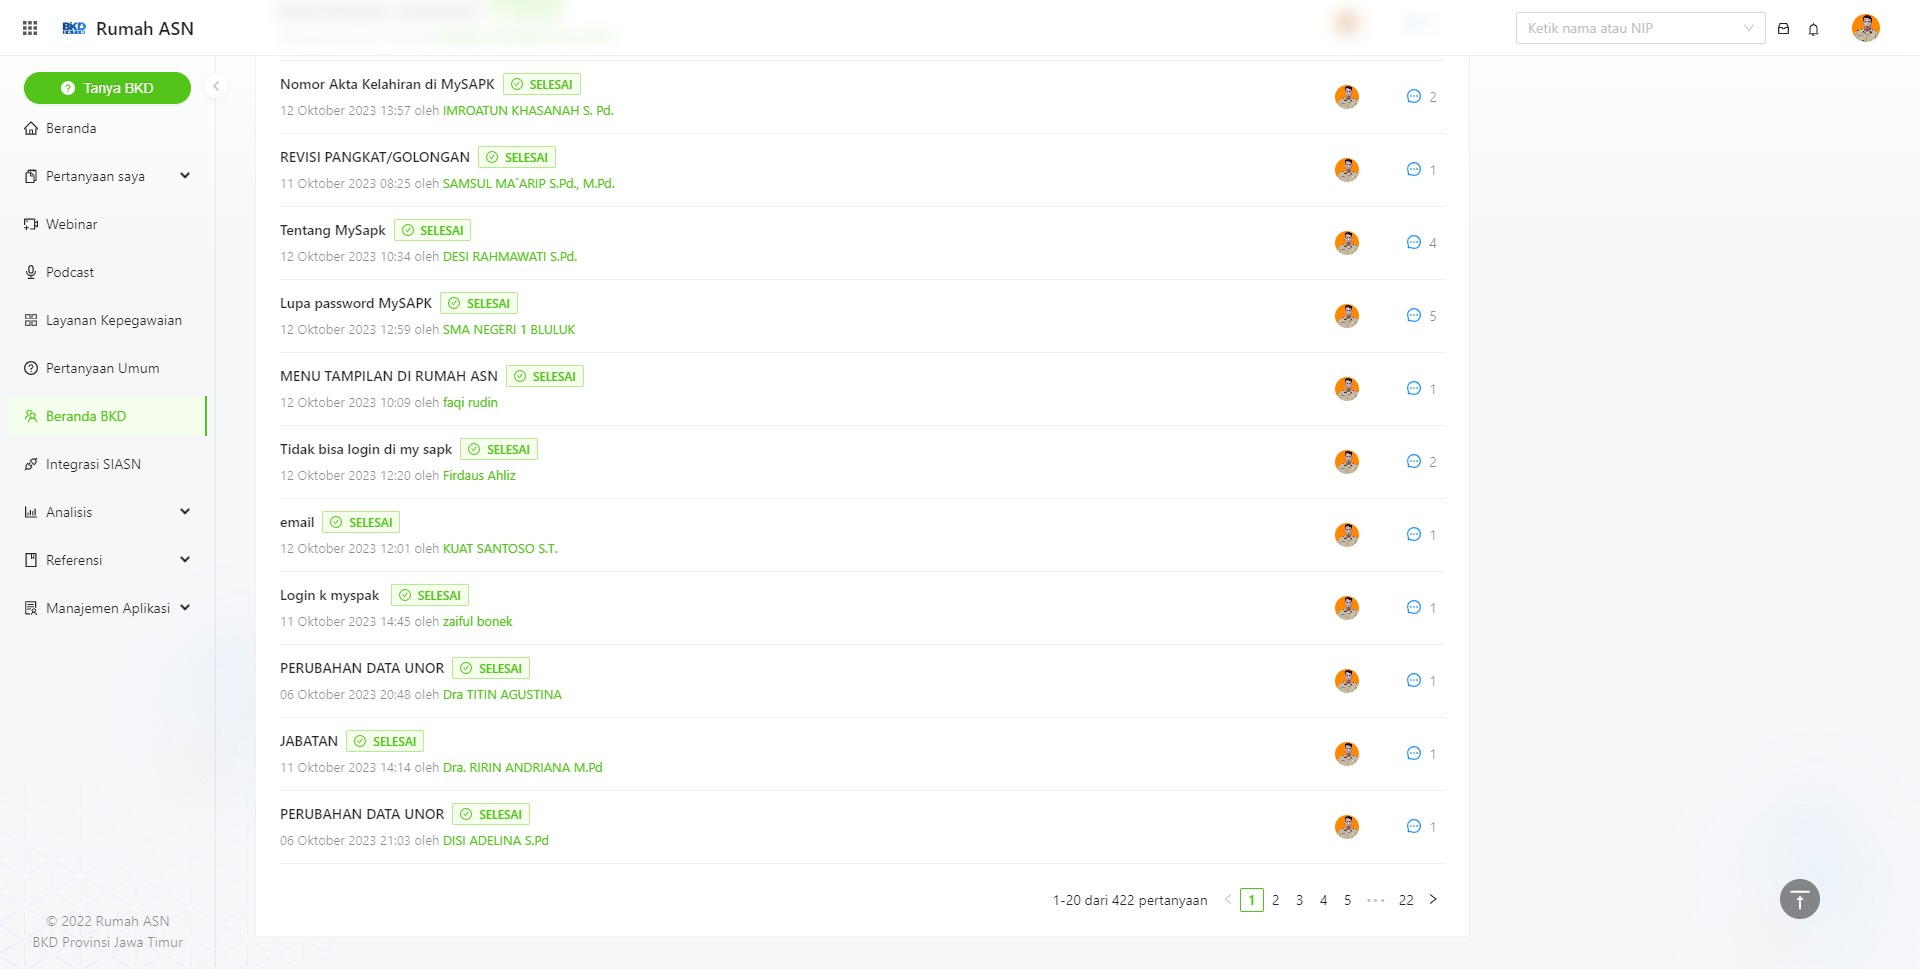 BKD
JATIM
Rumah ASN
Ketik nama atau NIP
Tanya BKD
Beranda
Pertanyaan saya
Webinar
Podcast
Layanan Kepegawaian
Pertanyaan Umum
Beranda BKD
Integrasi SIASN
Analisis
Referensi
Manajemen Aplikasi
© 2022 Rumah ASN
BKD Provinsi Jawa Timur
Nomor Akta Kelahiran di MySAPK SELESAI
12 Oktober 2023 13:57 oleh IMROATUN KHASANAH S. Pd.
2
REVISI PANGKAT/GOLONGAN SELESAI
11 Oktober 2023 08:25 oleh SAMSUL MA`ARIP S.Pd., M.Pd.
1
Tentang MySapk SELESAI
12 Oktober 2023 10:34 oleh DESI RAHMAWATI S.Pd.
4
Lupa password MySAPK SELESAI
12 Oktober 2023 12:59 oleh SMA NEGERI 1 BLULUK
5
MENU TAMPILAN DI RUMAH ASN SELESAI
12 Oktober 2023 10:09 oleh faqi rudin
1
Tidak bisa login di my sapk SELESAI
12 Oktober 2023 12:20 oleh Firdaus Ahliz
2
email SELESAI
12 Oktober 2023 12:01 oleh KUAT SANTOSO S.T.
1
Login k myspak SELESAI
11 Oktober 2023 14:45 oleh zaiful bonek
1
PERUBAHAN DATA UNOR SELESAI
06 Oktober 2023 20:48 oleh Dra TITIN AGUSTINA
1
JABATAN SELESAI
11 Oktober 2023 14:14 oleh Dra. RIRIN ANDRIANA M.Pd
1
PERUBAHAN DATA UNOR SELESAI
06 Oktober 2023 21:03 oleh DISI ADELINA S.Pd
1
1-20 dari 422 pertanyaan 1 2 3 4 5 ••• 22